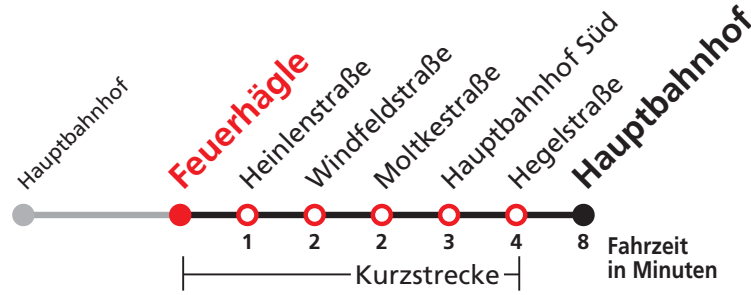 Hauptbahnhof
Feuerhägle
Heinlenstraße
Windfeldstraße
Moltkestraße
Hauptbahnhof Süd
Hegelstraße
Hauptbahnhof
1 2 2 3 4 8 Fahrzeit
in Minuten
Kurzstrecke